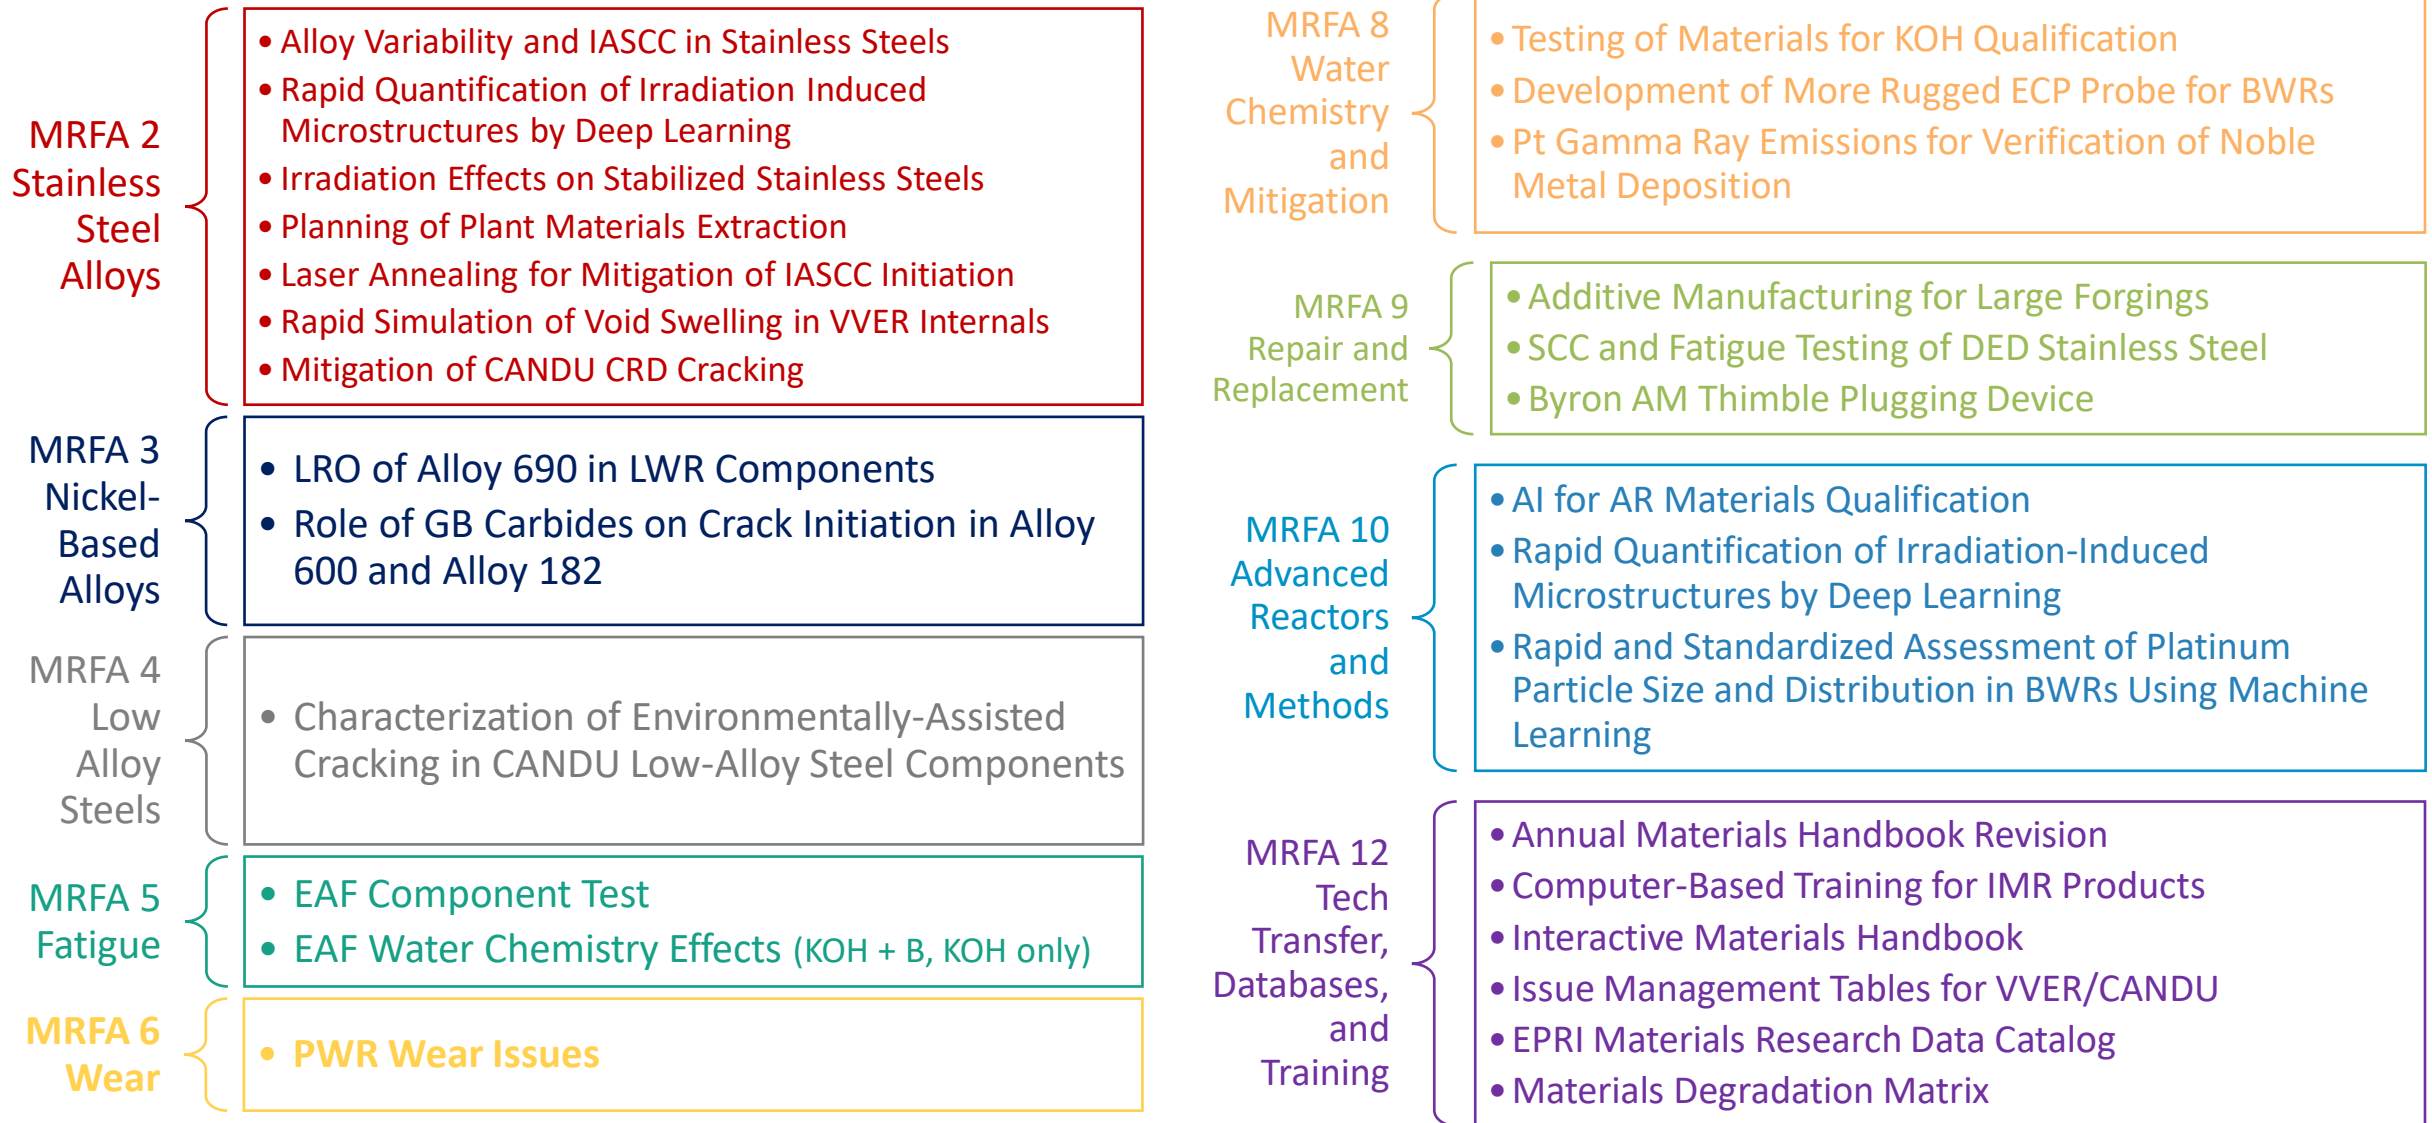 MRFA 2
Stainless
Steel
Alloys
• Alloy Variability and IASCC in Stainless Steels
• Rapid Quantification of Irradiation Induced
Microstructures by Deep Learning
• Irradiation Effects on Stabilized Stainless Steels
• Planning of Plant Materials Extraction
• Laser Annealing for Mitigation of IASCC Initiation
• Rapid Simulation of Void Swelling in VVER Internals
• Mitigation of CANDU CRD Cracking
MRFA 3
Nickel-
Based
Alloys
• LRO of Alloy 690 in LWR Components
• Role of GB Carbides on Crack Initiation in Alloy
600 and Alloy 182
MRFA 4
Low
Alloy
Steels
• Characterization of Environmentally-Assisted
Cracking in CANDU Low-Alloy Steel Components
MRFA 5
Fatigue
• EAF Component Test
• EAF Water Chemistry Effects (KOH + B, KOH only)
MRFA 6
Wear
• PWR Wear Issues
MRFA 8
Water
Chemistry
and
Mitigation
• Testing of Materials for KOH Qualification
• Development of More Rugged ECP Probe for BWRs
• Pt Gamma Ray Emissions for Verification of Noble
Metal Deposition
MRFA 9
Repair and
Replacement
• Additive Manufacturing for Large Forgings
• SCC and Fatigue Testing of DED Stainless Steel
• Byron AM Thimble Plugging Device
MRFA 10
Advanced
Reactors
and
Methods
• AI for AR Materials Qualification
• Rapid Quantification of Irradiation-Induced
Microstructures by Deep Learning
• Rapid and Standardized Assessment of Platinum
Particle Size and Distribution in BWRs Using Machine
Learning
MRFA 12
Tech
Transfer,
Databases,
and
Training
• Annual Materials Handbook Revision
• Computer-Based Training for IMR Products
• Interactive Materials Handbook
• Issue Management Tables for VVER/CANDU
• EPRI Materials Research Data Catalog
• Materials Degradation Matrix